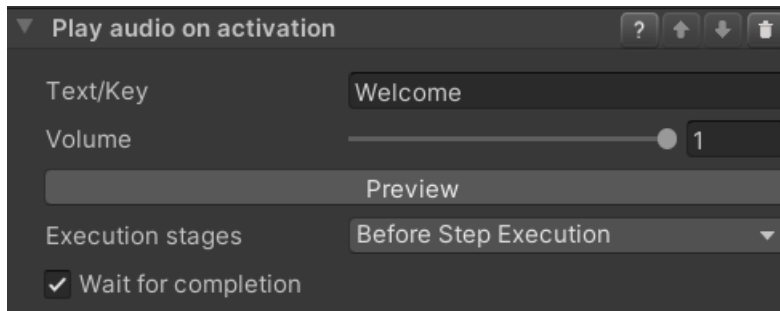 Play audio on activation ?
Text/Key Welcome
Volume 1
Preview
Execution stages Before Step Execution
Wait for completion